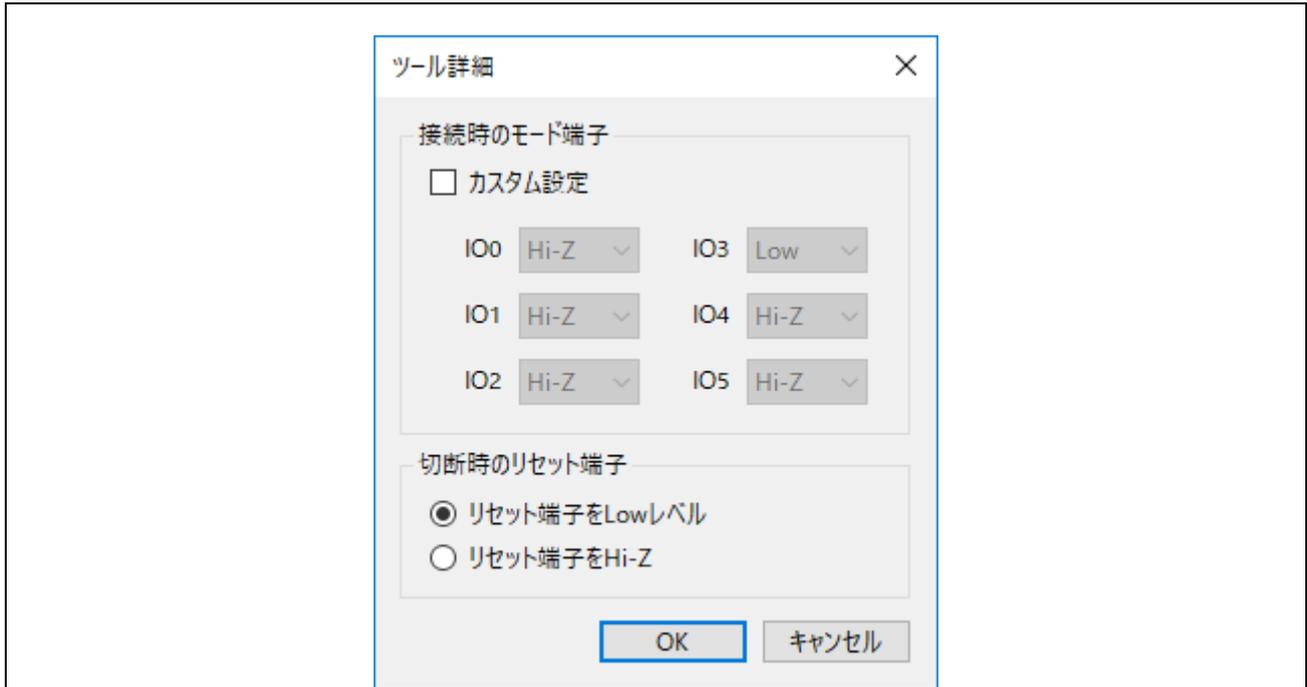 ツール詳細
接続時のモード端子
カスタム設定
IO0 Hi-Z IO3 Low
IO1 Hi-Z IO4 Hi-Z
IO2 Hi-Z IO5 Hi-Z
切断時のリセット端子
リセット端子をLowレベル
リセット端子をHi-Z
OK キャンセル